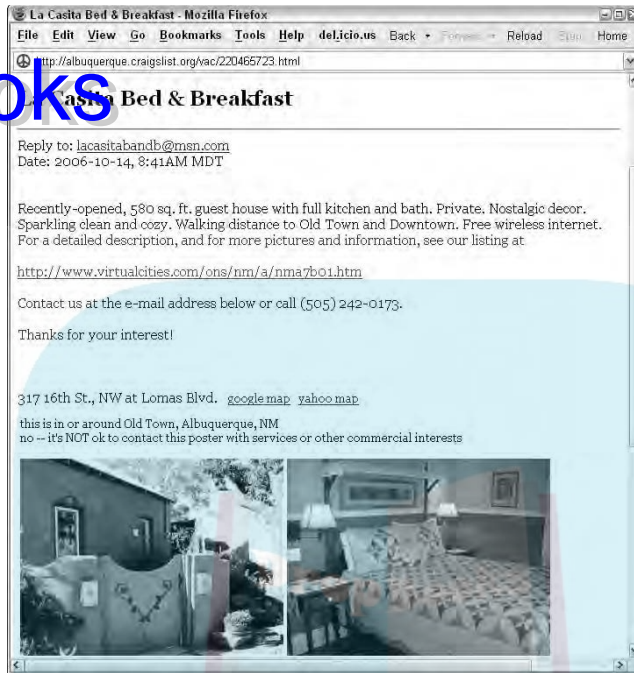 La Casita Bed & Breakfast - Mozilla Firefox
File Edit View Go Bookmarks Tools Help del.icio.us Back Reload Stop Home
http://albuquerque.craigslist.org/vac/220465723.html
oks
La Casita Bed & Breakfast
Reply to: lacasitabandb@msn.com
Date: 2006-10-14, 8:41AM MDT
Recently-opened, 580 sq. ft. guest house with full kitchen and bath. Private. Nostalgic decor.
Sparkling clean and cozy. Walking distance to Old Town and Downtown. Free wireless internet.
For a detailed description, and for more pictures and information, see our listing at
http://www.virtualcities.com/ons/nm/a/nma7b01.htm
Contact us at the e-mail address below or call (505) 242-0173.
Thanks for your interest!
317 16th St., NW at Lomas Blvd. google map yahoo map
this is in or around Old Town, Albuquerque, NM
no -- it's NOT ok to contact this poster with services or other commercial interests